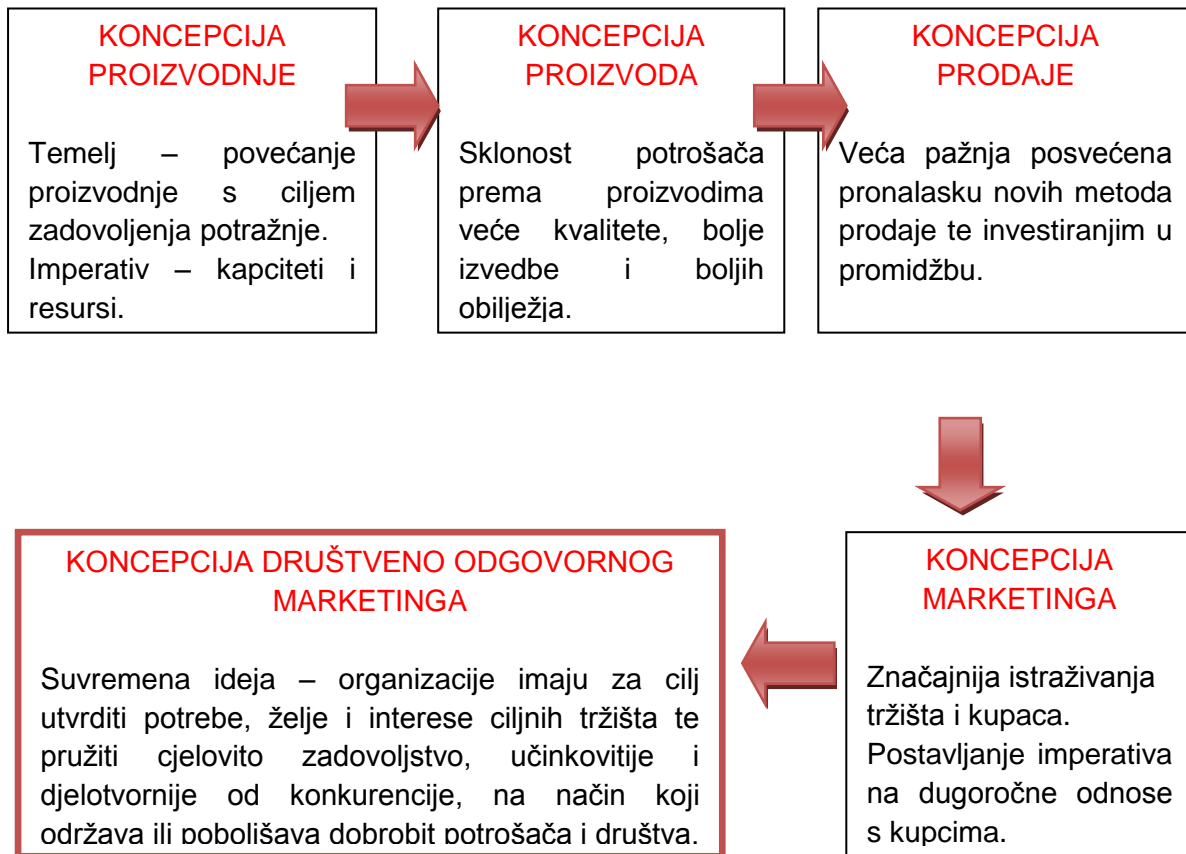 KONCEPCIJA
PROIZVODNJE
Temelj – povećanje
proizvodnje s ciljem
zadovoljenja potražnje.
Imperativ – kapciteti i
resursi.
KONCEPCIJA
PROIZVODA
Sklonost potrošača
prema proizvodima
veće kvalitete, bolje
izvedbe i boljih
obilježja.
KONCEPCIJA
PRODAJE
Veća pažnja posvećena
pronalasku novih metoda
prodaje te investiranjim u
promidžbu.
KONCEPCIJA
MARKETINGA
Značajnija istraživanja
tržišta i kupaca.
Postavljanje imperativa
na dugoročne odnose
s kupcima.
KONCEPCIJA DRUŠTVENO ODGOVORNOG
MARKETINGA
Suvremena ideja – organizacije imaju za cilj
utvrditi potrebe, želje i interese ciljnih tržišta te
pružiti cjelovito zadovoljstvo, učinkovitije i
djelotvornije od konkurencije, na način koji
održava ili poboljšava dobrobit potrošača i društva.